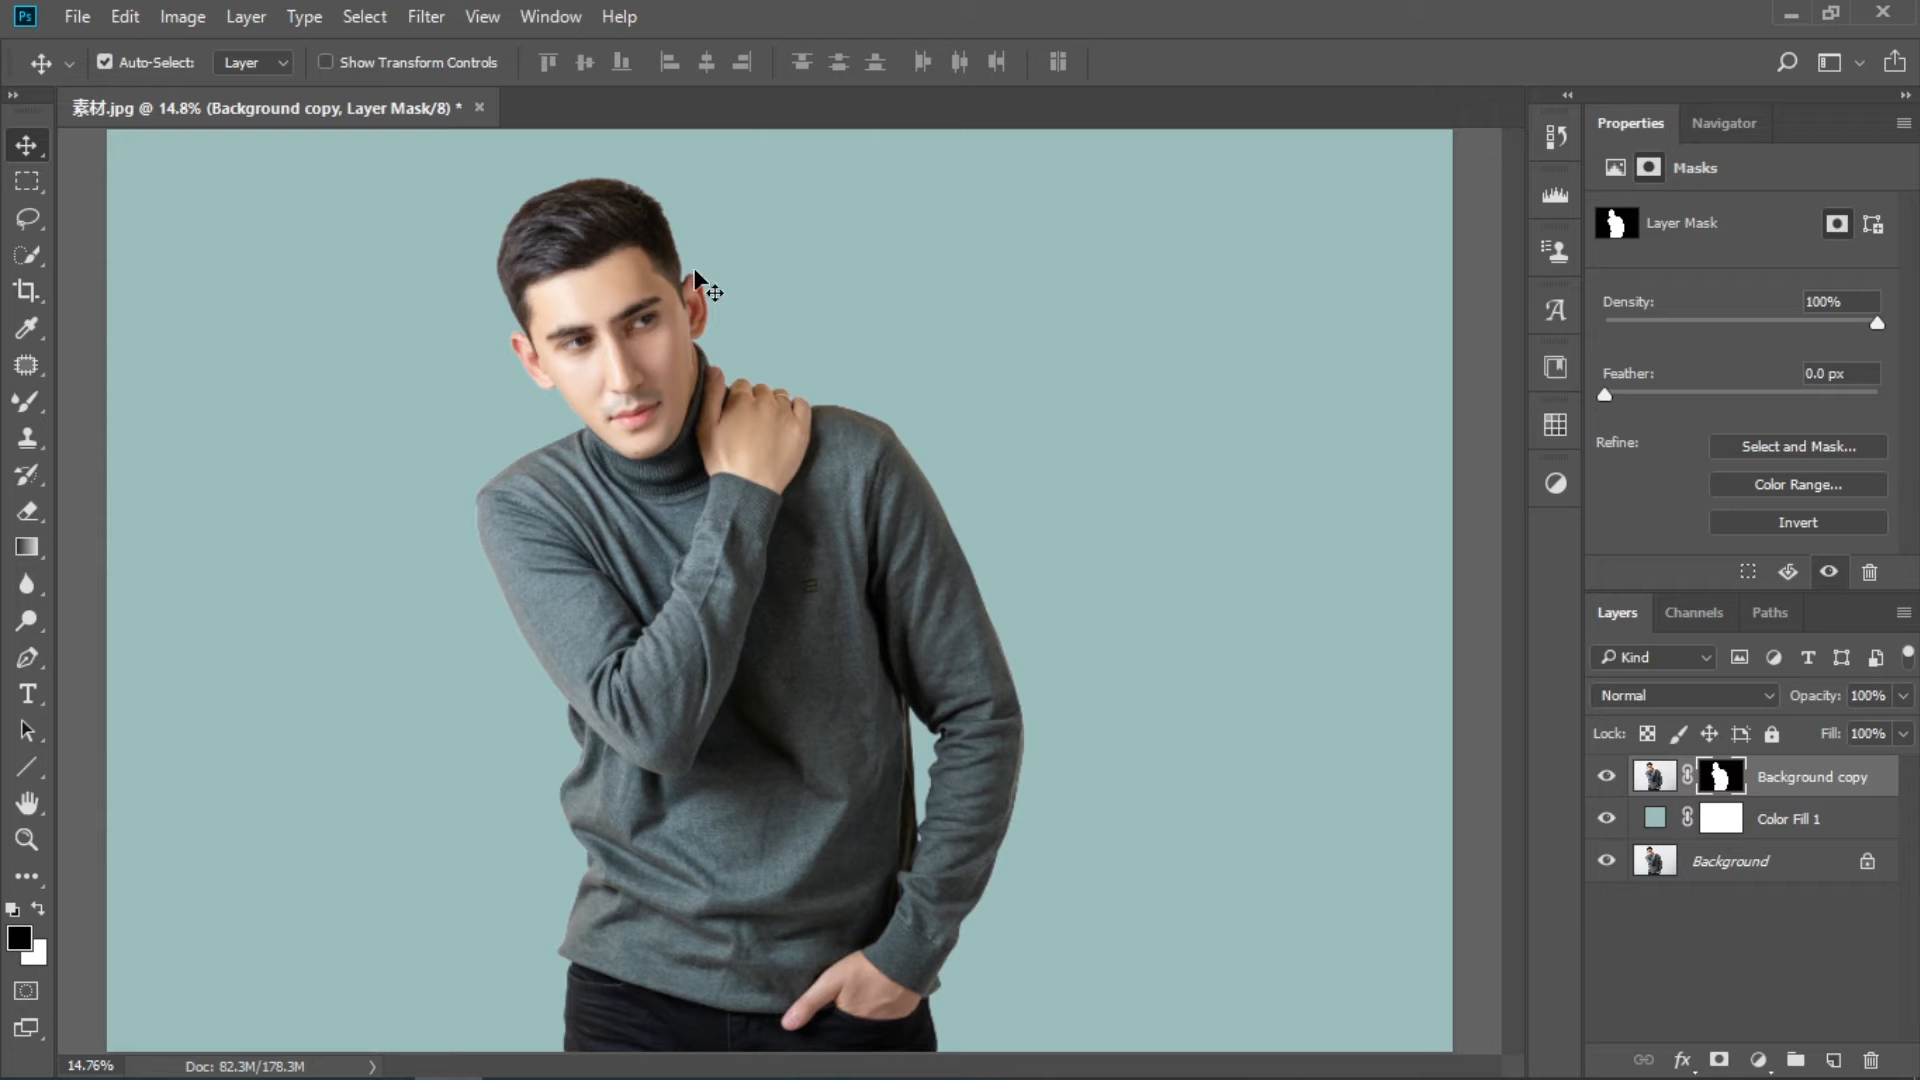 Ps File Edit Image Layer Type Select Filter View Window Help
Auto-Select: Layer Show Transform Controls
素材.jpg @ 14.8% (Background copy, Layer Mask/8) *
Properties Navigator
Masks
Layer Mask
Density: 100%
Feather: 0.0 px
Refine: Select and Mask...
Color Range...
Invert
Layers Channels Paths
Kind
Normal Opacity: 100%
Lock: Fill: 100%
Background copy
Color Fill 1
Background
fx
14.76% Doc: 82.3M/178.3M